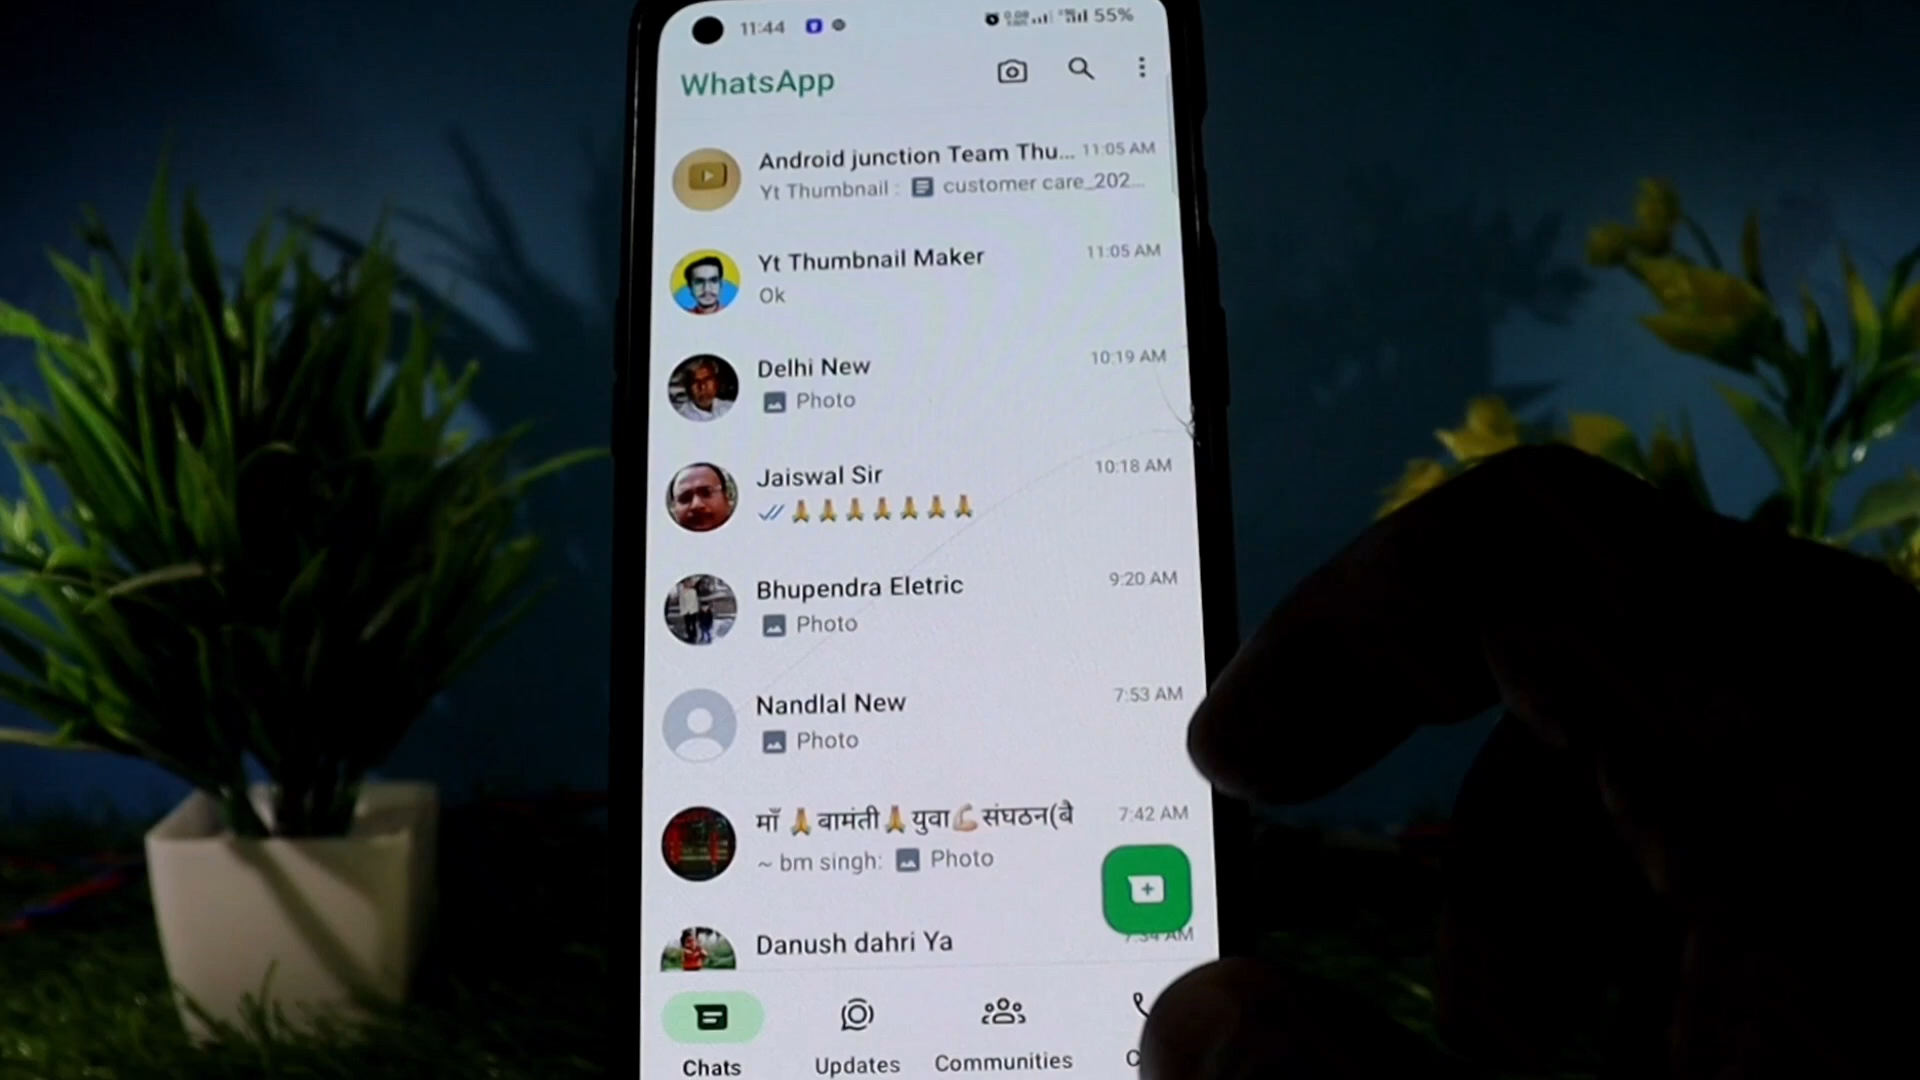 11:44 55%
WhatsApp
Android junction Team Thu... 11:05 AM
Yt Thumbnail : customer care_202...
Yt Thumbnail Maker 11:05 AM
Ok
Delhi New 10:19 AM
Photo
Jaiswal Sir 10:18 AM
🙏🙏🙏🙏🙏🙏🙏
Bhupendra Eletric 9:20 AM
Photo
Nandlal New 7:53 AM
Photo
माँ 🙏बामंती🙏युवा💪🏻संघठन(बै 7:42 AM
~ bm singh: Photo
Danush dahri Ya 7:34 AM
Chats Updates Communities